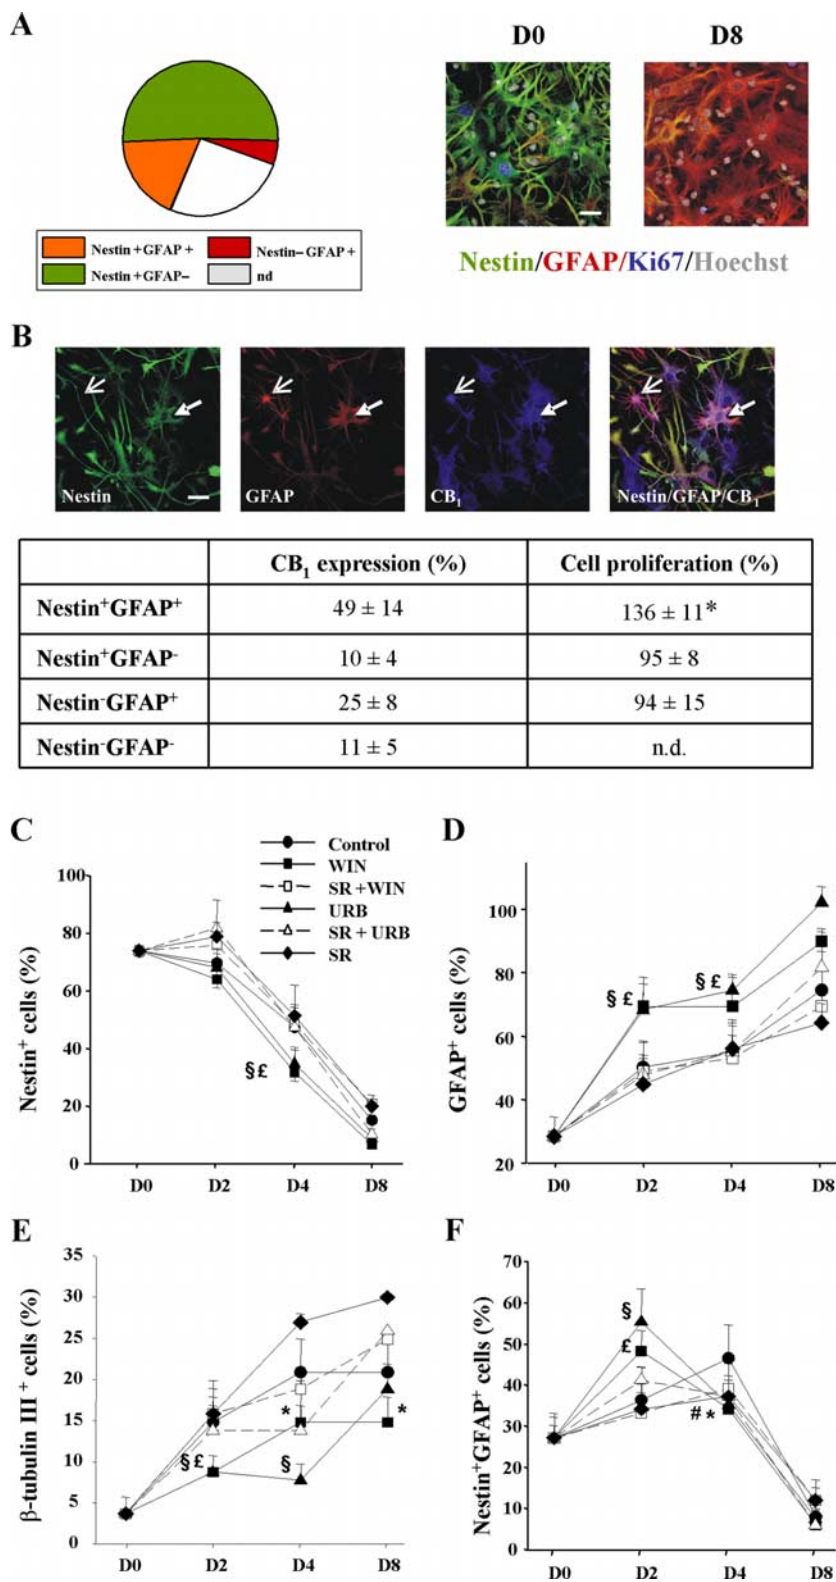 A
D0 D8
Nestin+GFAP+ Nestin–GFAP+
Nestin+GFAP– nd
Nestin/GFAP/Ki67/Hoechst
B
Nestin GFAP CB₁ Nestin/GFAP/CB₁
CB₁ expression (%) Cell proliferation (%)
Nestin⁺GFAP⁺ 49 ± 14 136 ± 11*
Nestin⁺GFAP⁻ 10 ± 4 95 ± 8
Nestin⁻GFAP⁺ 25 ± 8 94 ± 15
Nestin⁻GFAP⁻ 11 ± 5 n.d.
C
Control
WIN
SR+WIN
URB
SR+URB
SR
Nestin⁺ cells (%)
100
80
60
40
20
0
§£
D0 D2 D4 D8
D
GFAP⁺ cells (%)
100
80
60
40
20
§£ §£
D0 D2 D4 D8
E
β-tubulin III⁺ cells (%)
35
30
25
20
15
10
5
0
§£ * § *
D0 D2 D4 D8
F
Nestin⁺GFAP⁺ cells (%)
70
60
50
40
30
20
10
0
§
£
# *
D0 D2 D4 D8